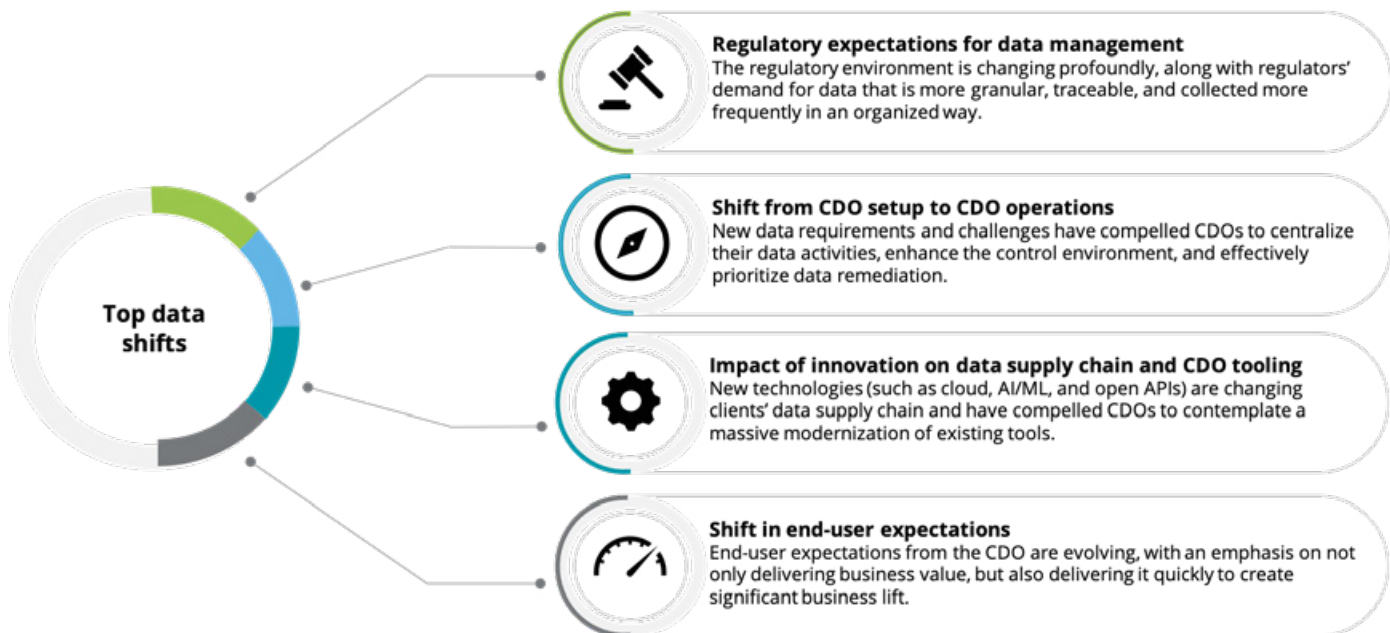 Top data
shifts
Regulatory expectations for data management
The regulatory environment is changing profoundly, along with regulators’
demand for data that is more granular, traceable, and collected more
frequently in an organized way.
Shift from CDO setup to CDO operations
New data requirements and challenges have compelled CDOs to centralize
their data activities, enhance the control environment, and effectively
prioritize data remediation.
Impact of innovation on data supply chain and CDO tooling
New technologies (such as cloud, AI/ML, and open APIs) are changing
clients’ data supply chain and have compelled CDOs to contemplate a
massive modernization of existing tools.
Shift in end-user expectations
End-user expectations from the CDO are evolving, with an emphasis on not
only delivering business value, but also delivering it quickly to create
significant business lift.